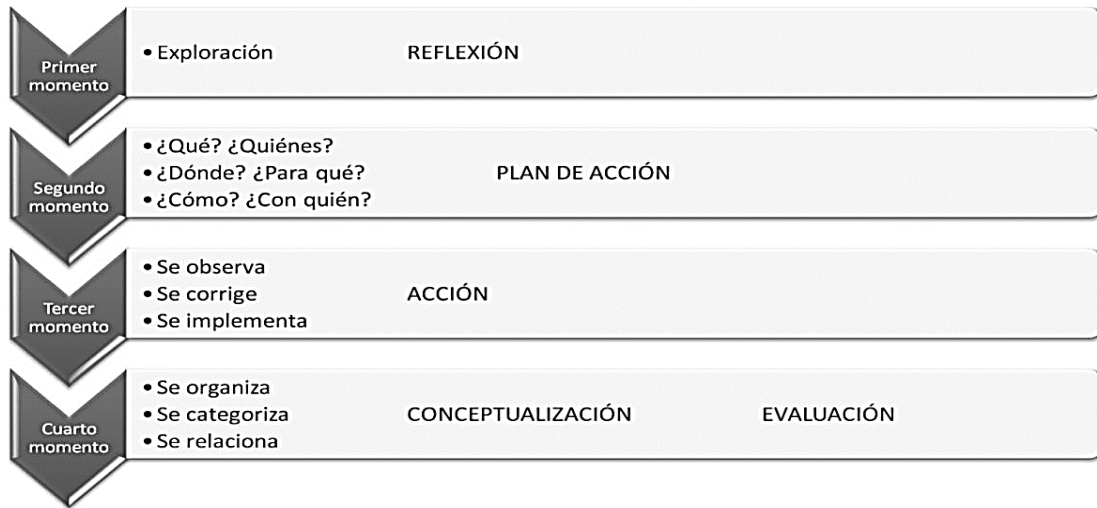 Primer
momento
• Exploración REFLEXIÓN
Segundo
momento
• ¿Qué? ¿Quiénes?
• ¿Dónde? ¿Para qué? PLAN DE ACCIÓN
• ¿Cómo? ¿Con quién?
Tercer
momento
• Se observa
• Se corrige ACCIÓN
• Se implementa
Cuarto
momento
• Se organiza
• Se categoriza CONCEPTUALIZACIÓN EVALUACIÓN
• Se relaciona